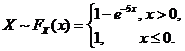 X ~ F_X(x) = { 1 − e^{−5x}, x > 0,
1, x ≤ 0.